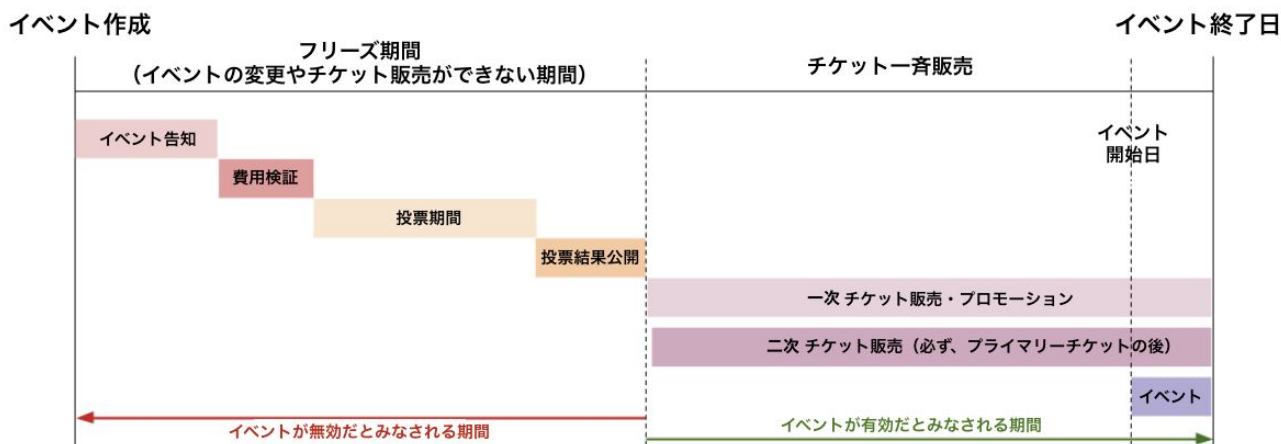 イベント作成
イベント終了日
フリーズ期間
（イベントの変更やチケット販売ができない期間）
チケット一斉販売
イベント告知
イベント
開始日
費用検証
投票期間
投票結果公開
一次 チケット販売・プロモーション
二次 チケット販売（必ず、プライマリーチケットの後）
イベント
イベントが無効だとみなされる期間
イベントが有効だとみなされる期間